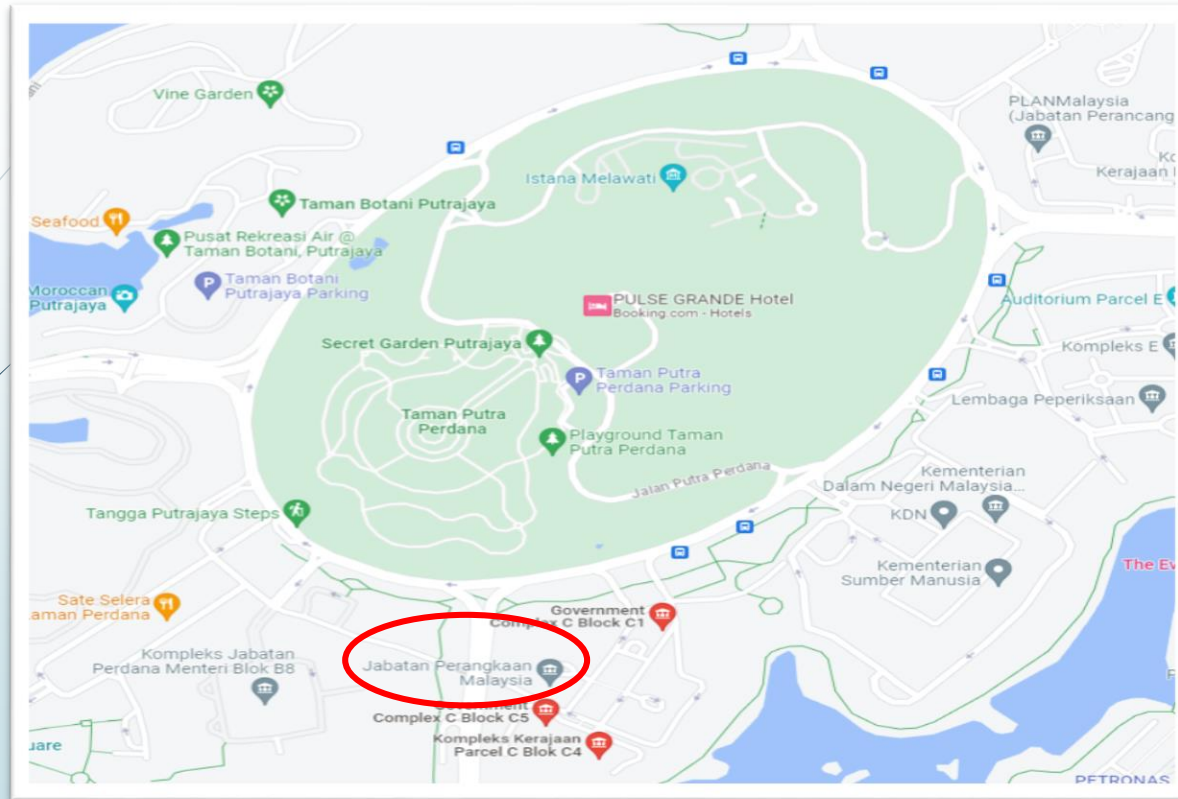 Vine Garden
PLANMalaysia
(Jabatan Perancang
Kerajaan
Istana Melawati
Taman Botani Putrajaya
Seafood
Pusat Rekreasi Air @
Taman Botani, Putrajaya
Taman Botani
Putrajaya Parking
Moroccan
Putrajaya
PULSE GRANDE Hotel
Booking.com - Hotels
Auditorium Parcel E
Secret Garden Putrajaya
Kompleks E
Taman Putra
Perdana Parking
Lembaga Peperiksaan
Taman Putra
Perdana
Playground Taman
Putra Perdana
Jalan Putra Perdana
Kementerian
Dalam Negeri Malaysia...
KDN
Tangga Putrajaya Steps
Kementerian
Sumber Manusia
The Ev
Sate Selera
aman Perdana
Government
Complex C Block C1
Kompleks Jabatan
Perdana Menteri Blok B8
Jabatan Perangkaan
Malaysia
Government
Complex C Block C5
Kompleks Kerajaan
Parcel C Blok C4
uare
PETRONAS